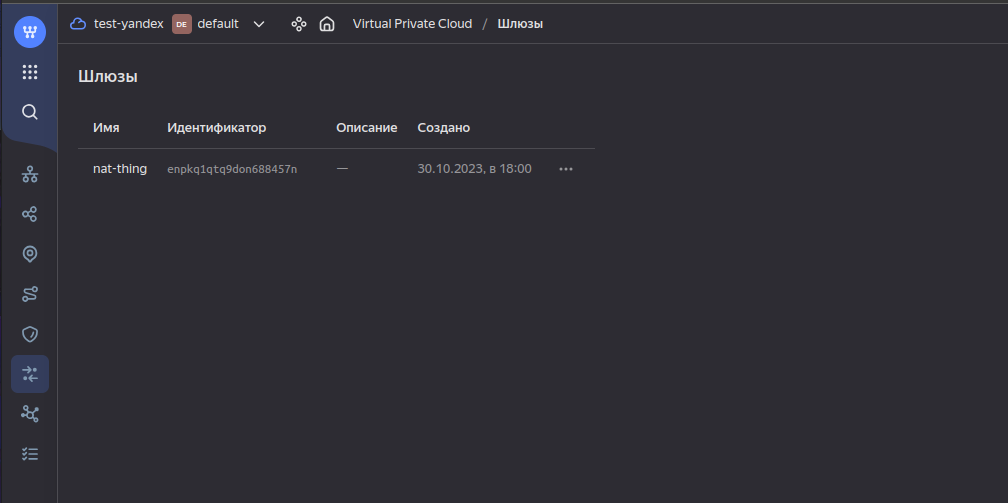 test-yandex DE default Virtual Private Cloud / Шлюзы
Шлюзы
Имя Идентификатор Описание Создано
nat-thing enpkq1qtq9don688457n — 30.10.2023, в 18:00 •••